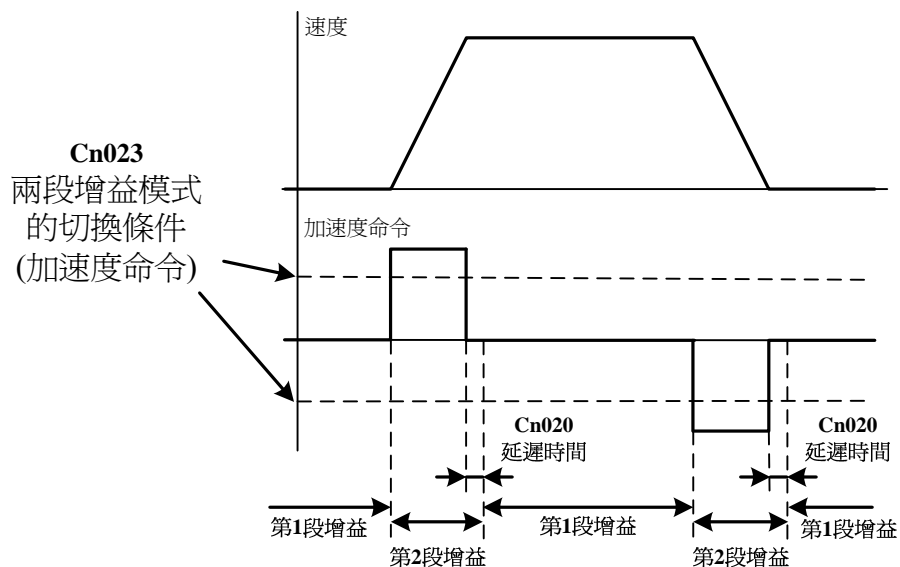 速度
Cn023
兩段增益模式
的切換條件
(加速度命令)
加速度命令
Cn020
延遲時間
Cn020
延遲時間
第1段增益
第2段增益
第1段增益
第2段增益
第1段增益